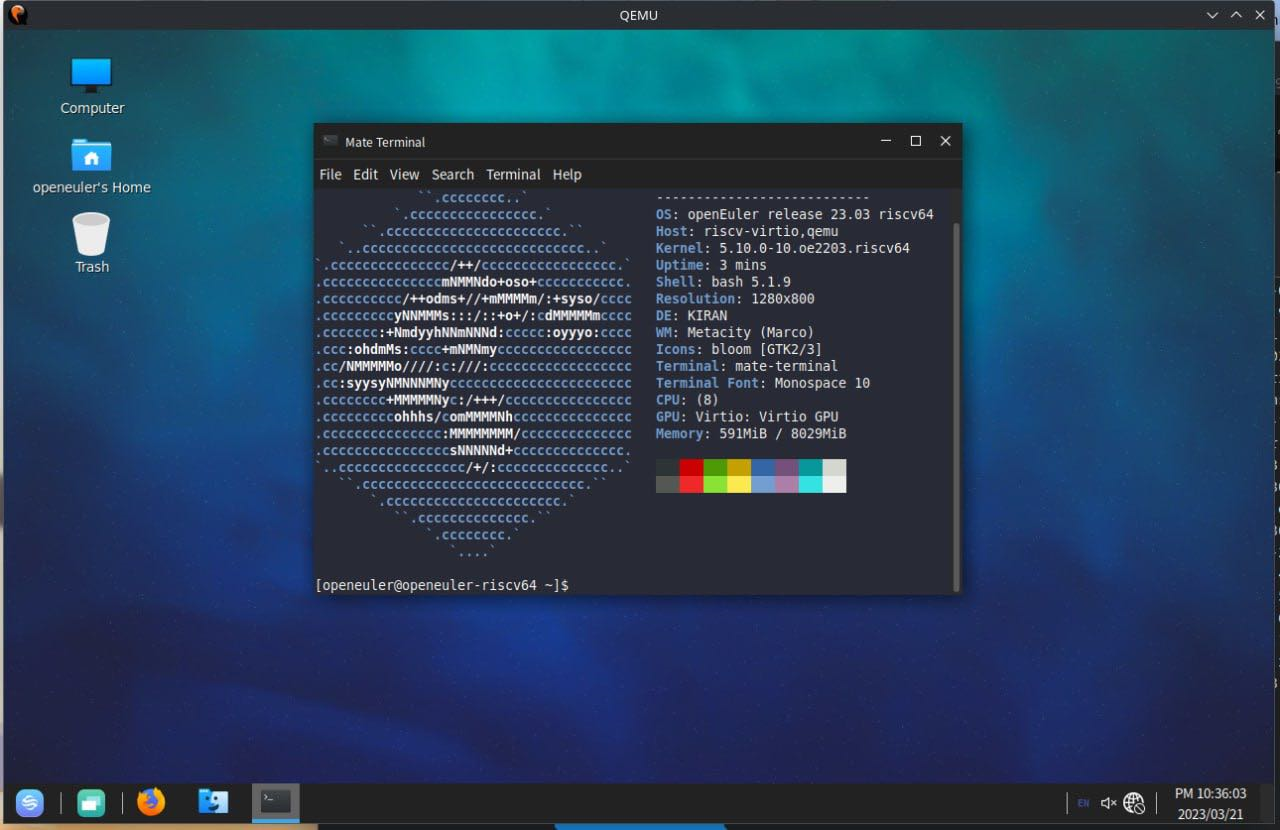 QEMU
Computer
openeuler's Home
Trash
Mate Terminal
File Edit View Search Terminal Help
``.cccccccc..`
`.cccccccccccccccc.`
``.cccccccccccccccccccccc.``
`..cccccccccccccccccccccccccccc..`
`.ccccccccccccccc/++/ccccccccccccccccc.`
.cccccccccccccccmNMMNdo+oso+ccccccccccc.
.cccccccccc/++odms+//+mMMMMm/:+syso/cccc
.cccccccccyNNMMMs:::/::+o+/:cdMMMMMmcccc
.ccccccc:+NmdyyhNNmNNNd:ccccc:oyyyo:cccc
.ccc:ohdmMs:cccc+mNMNmyccccccccccccccccc
.cc/NMMMMMo////:c:///:cccccccccccccccccc
.cc:syysyNMNNNMNyccccccccccccccccccccccc
.cccccccc+MMMMMNyc:/+++/cccccccccccccccc
.cccccccccohhhs/comMMMMNhccccccccccccccc
.ccccccccccccccc:MMMMMMMM/cccccccccccccc
.ccccccccccccccccsNNNNNd+cccccccccccccc.
`..cccccccccccccccc/+/:cccccccccccccc..`
``.cccccccccccccccccccccccccccc.``
`.cccccccccccccccccccccc.`
``.cccccccccccccc.``
`.cccccccc.`
`....`
---------------------------
OS: openEuler release 23.03 riscv64
Host: riscv-virtio,qemu
Kernel: 5.10.0-10.oe2203.riscv64
Uptime: 3 mins
Shell: bash 5.1.9
Resolution: 1280x800
DE: KIRAN
WM: Metacity (Marco)
Icons: bloom [GTK2/3]
Terminal: mate-terminal
Terminal Font: Monospace 10
CPU: (8)
GPU: Virtio: Virtio GPU
Memory: 591MiB / 8029MiB
[openeuler@openeuler-riscv64 ~]$
EN
PM 10:36:03
2023/03/21